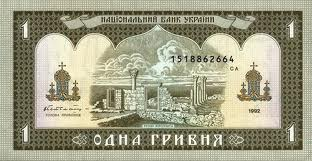 НАЦІОНАЛЬНИЙ БАНК УКРАЇНИ
1 1
1518862664
СА
1992
1 ОДНА ГРИВНЯ 1